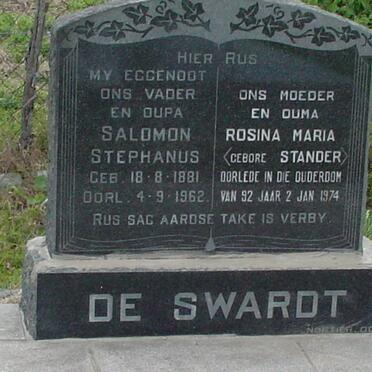 HIER RUS
MY EGGENOOT
ONS VADER
EN OUPA
SALOMON
STEPHANUS
GEB. 18-8-1881
OORL. 4-9-1962.
ONS MOEDER
EN OUMA
ROSINA MARIA
(GEBORE STANDER)
OORLEDE IN DIE OUDERDOM
VAN 92 JAAR 2 JAN 1974
RUS SAG AARDSE TAKE IS VERBY.
DE SWARDT